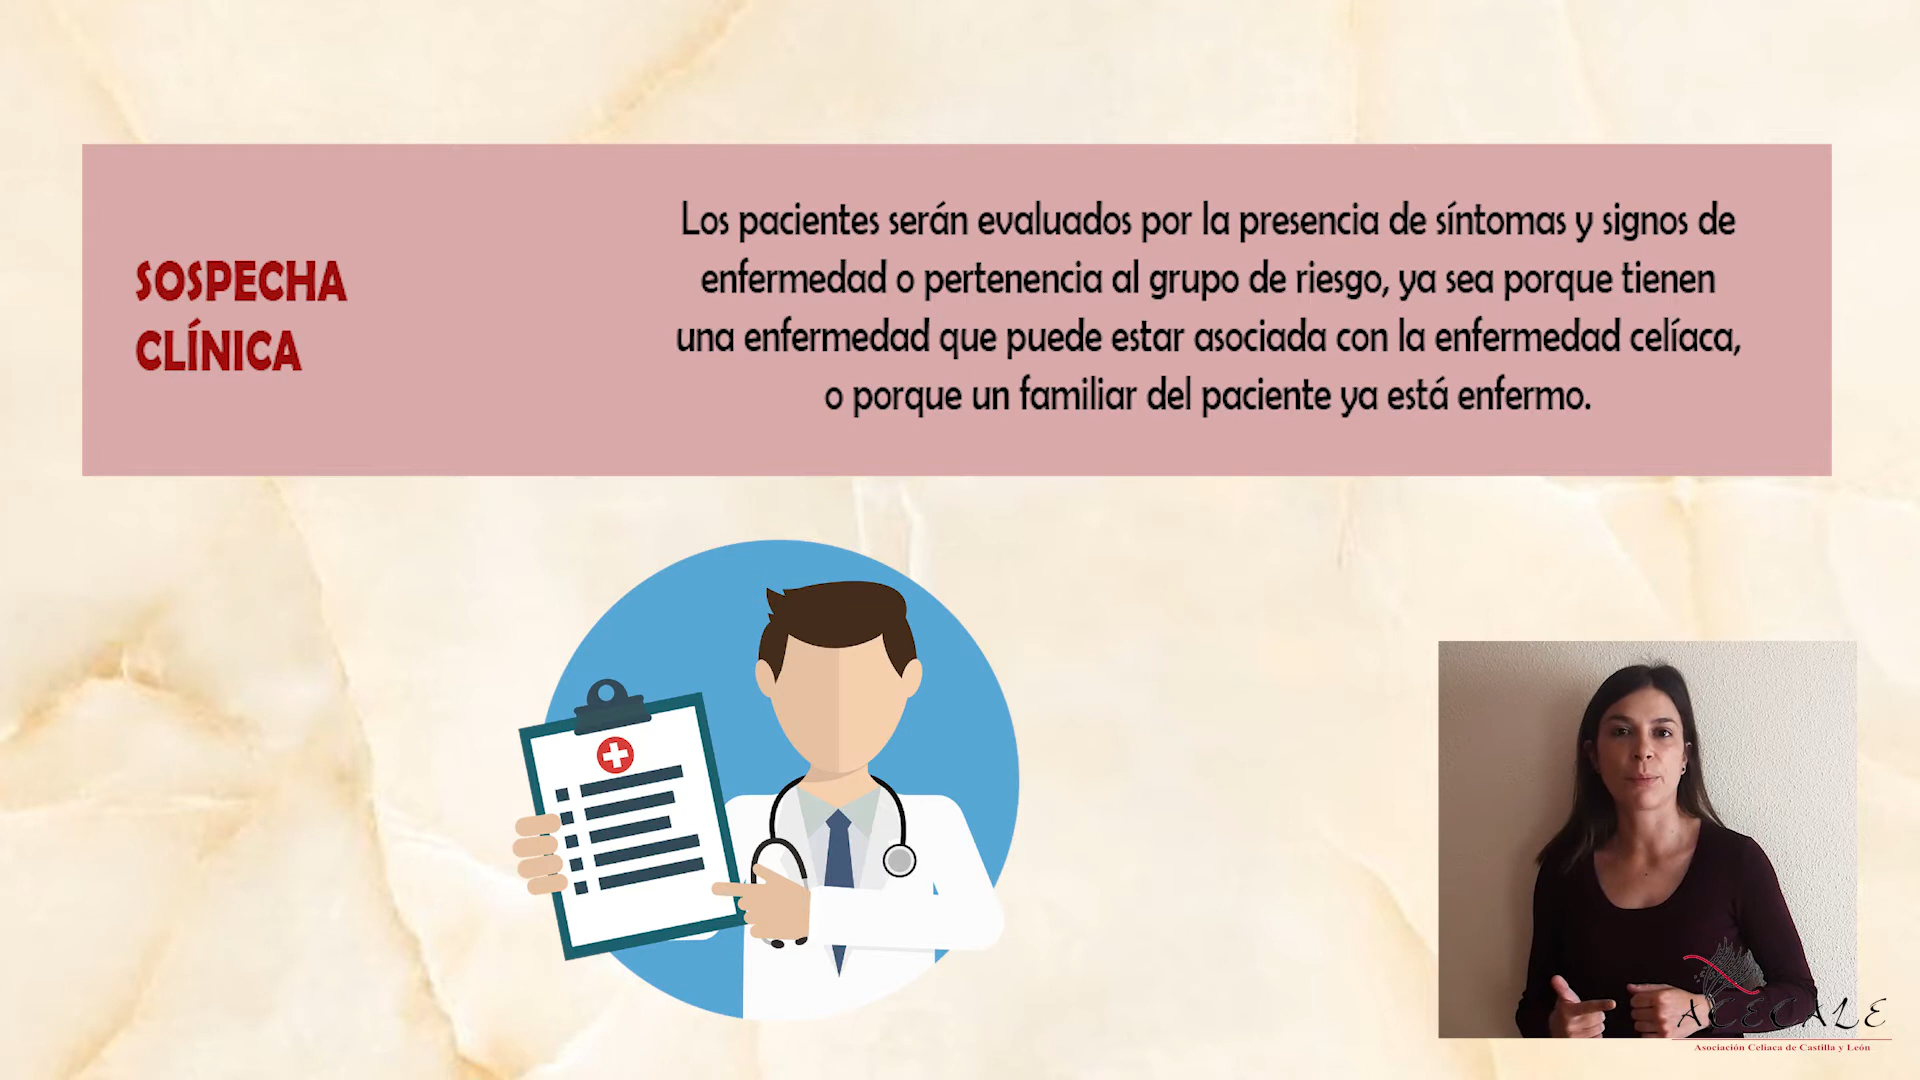 SOSPECHA
CLÍNICA
Los pacientes serán evaluados por la presencia de síntomas y signos de
enfermedad o pertenencia al grupo de riesgo, ya sea porque tienen
una enfermedad que puede estar asociada con la enfermedad celíaca,
o porque un familiar del paciente ya está enfermo.
ACECALE
Asociación Celíaca de Castilla y León